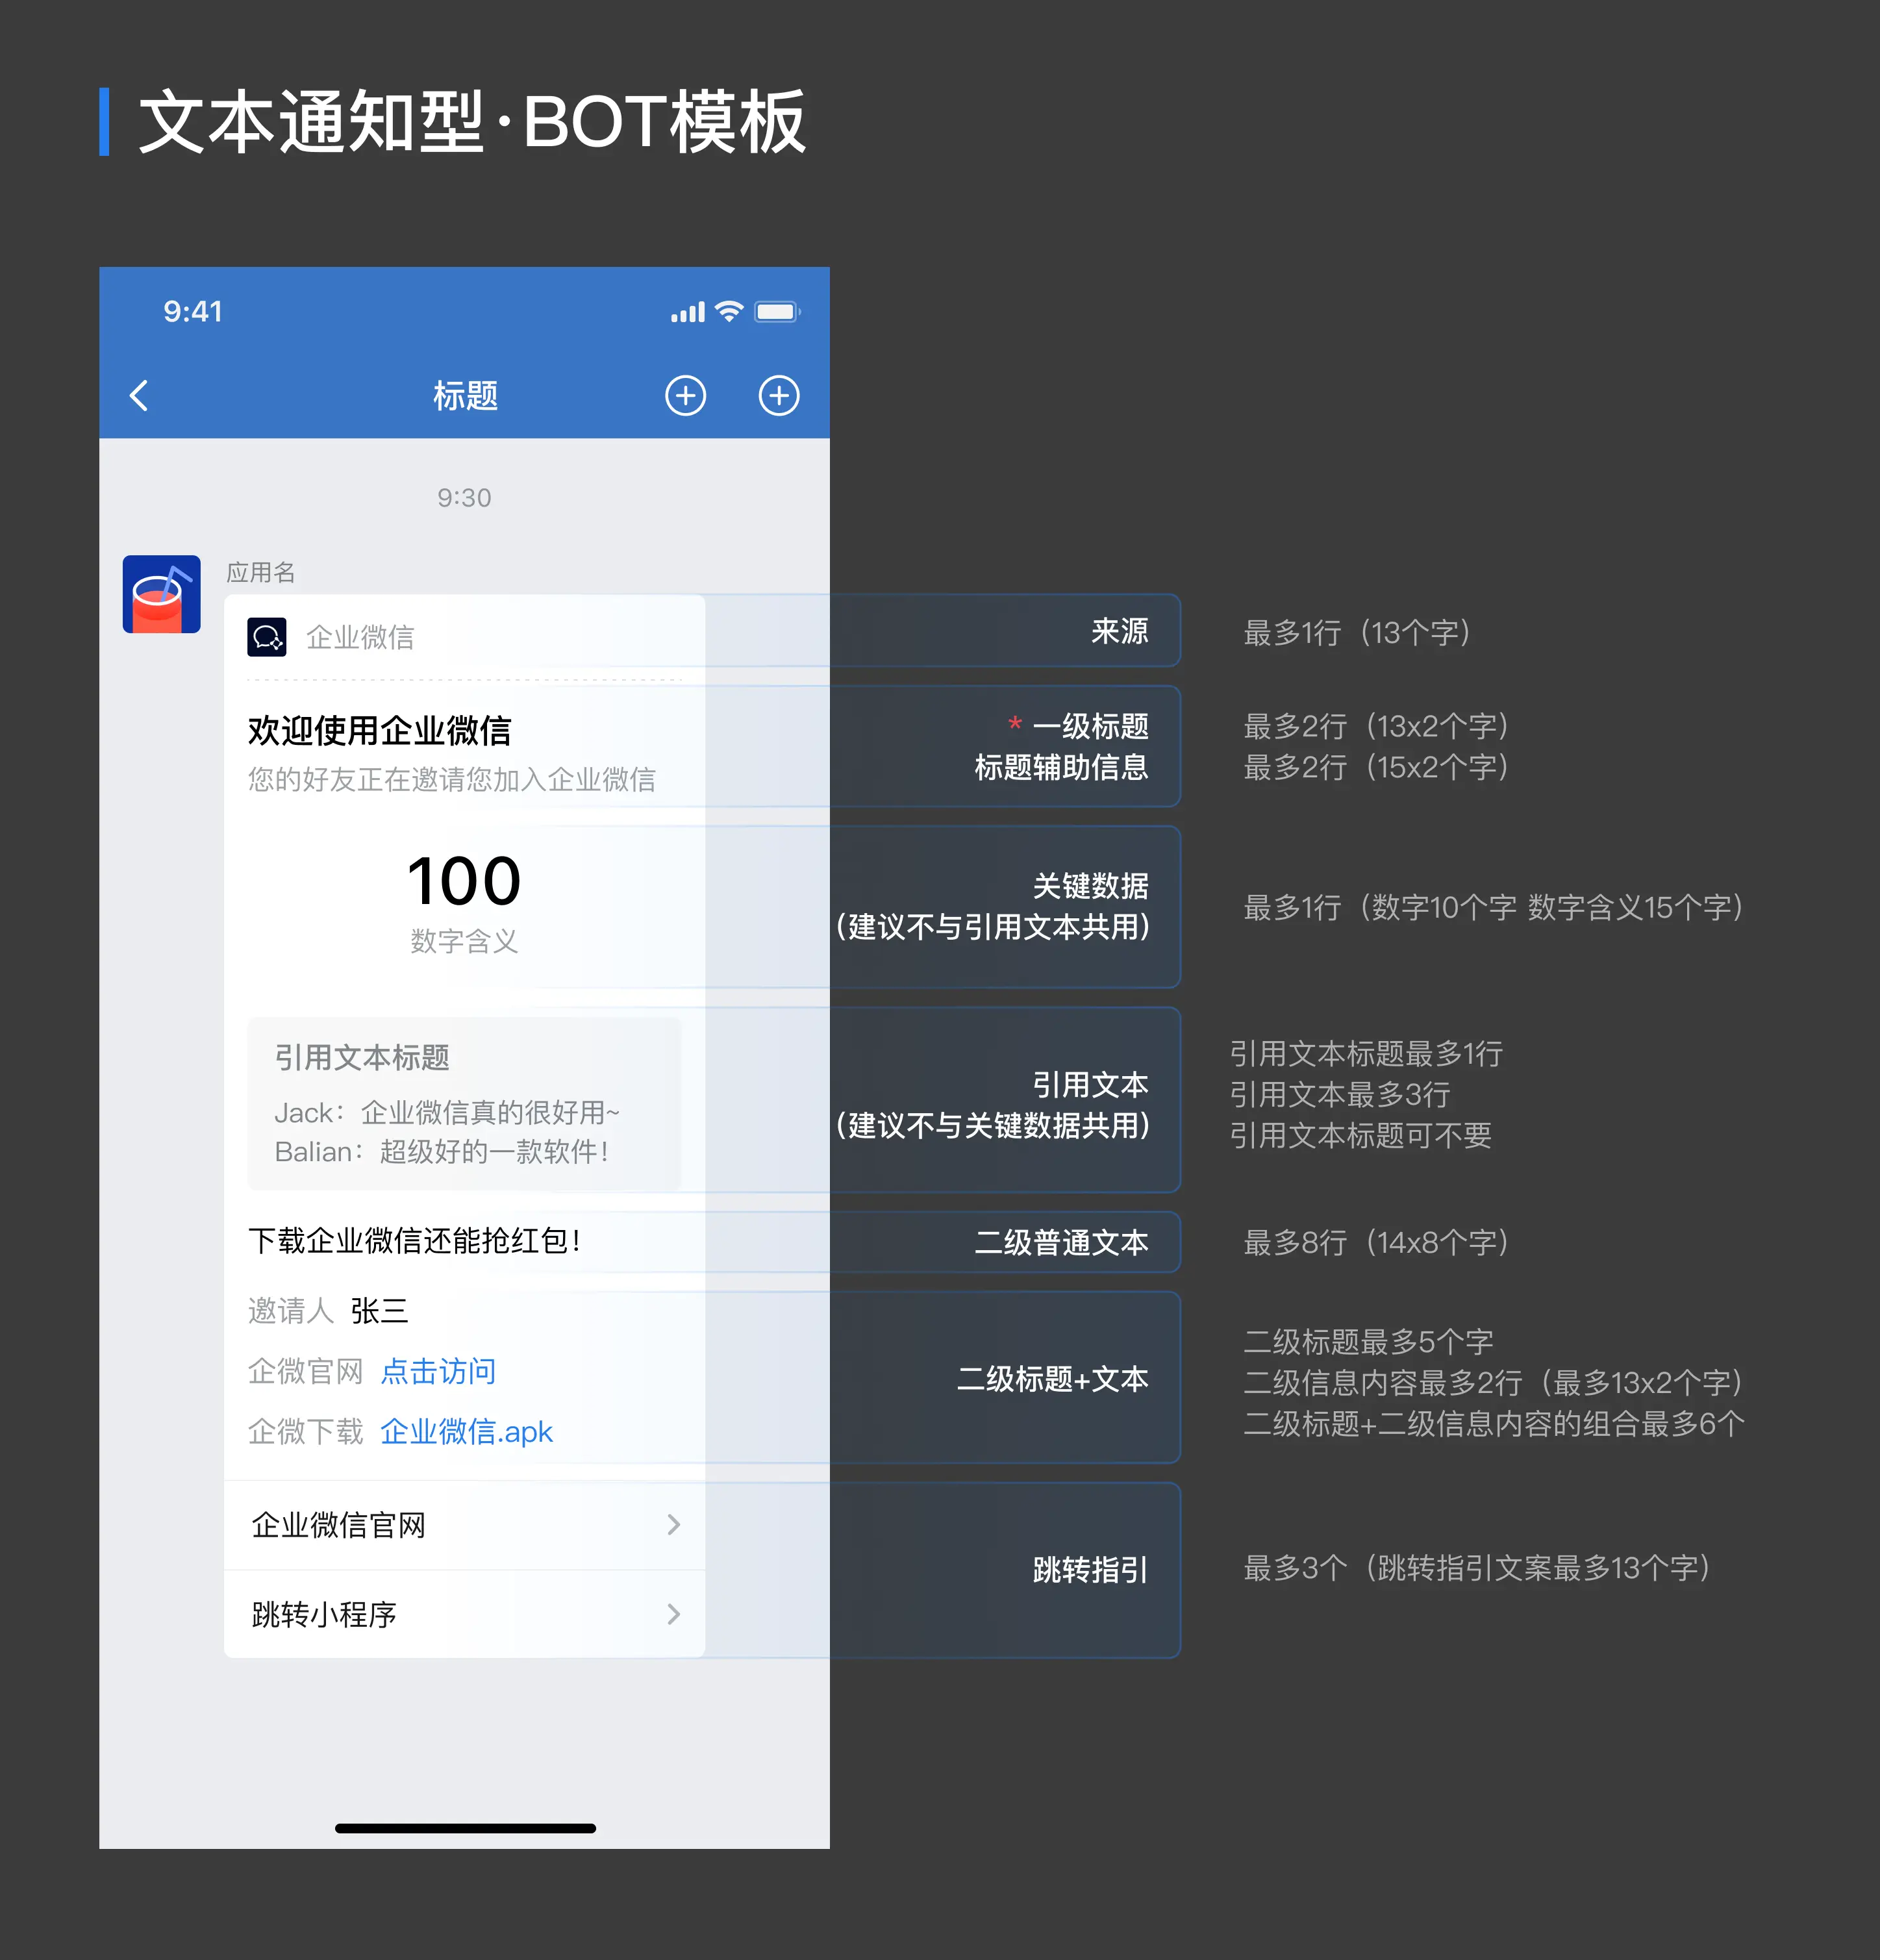 文本通知型·BOT模板
9:41
标题
9:30
应用名
企业微信
来源
最多1行（13个字）
欢迎使用企业微信
* 一级标题
最多2行（13x2个字）
您的好友正在邀请您加入企业微信
标题辅助信息
最多2行（15x2个字）
100
数字含义
关键数据
（建议不与引用文本共用）
最多1行（数字10个字 数字含义15个字）
引用文本标题
Jack：企业微信真的很好用~
Balian：超级好的一款软件！
引用文本
（建议不与关键数据共用）
引用文本标题最多1行
引用文本最多3行
引用文本标题可不要
下载企业微信还能抢红包！
二级普通文本
最多8行（14x8个字）
邀请人 张三
企微官网 点击访问
企微下载 企业微信.apk
二级标题+文本
二级标题最多5个字
二级信息内容最多2行（最多13x2个字）
二级标题+二级信息内容的组合最多6个
企业微信官网
跳转小程序
跳转指引
最多3个（跳转指引文案最多13个字）